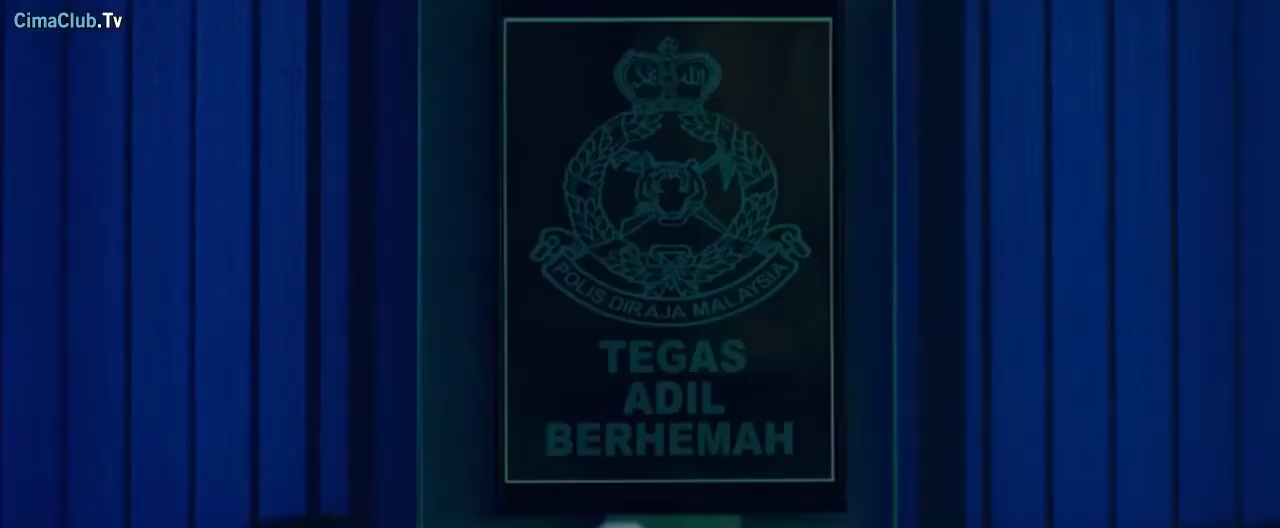 CimaClub.Tv
POLIS DIRAJA MALAYSIA
TEGAS
ADIL
BERHEMAH